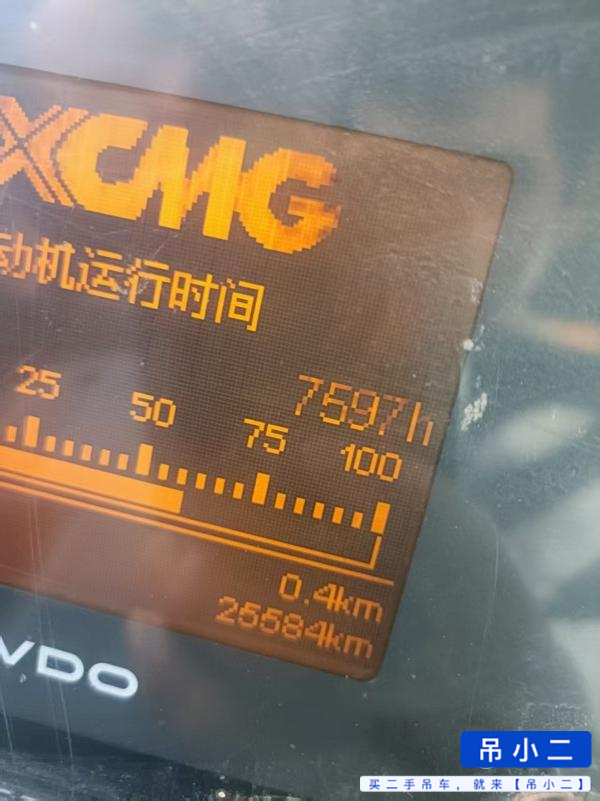 XCMG
动机运行时间
7597h
25 50 75 100
0.4km
25584km
VDO
吊小二
买二手吊车，就来【吊小二】